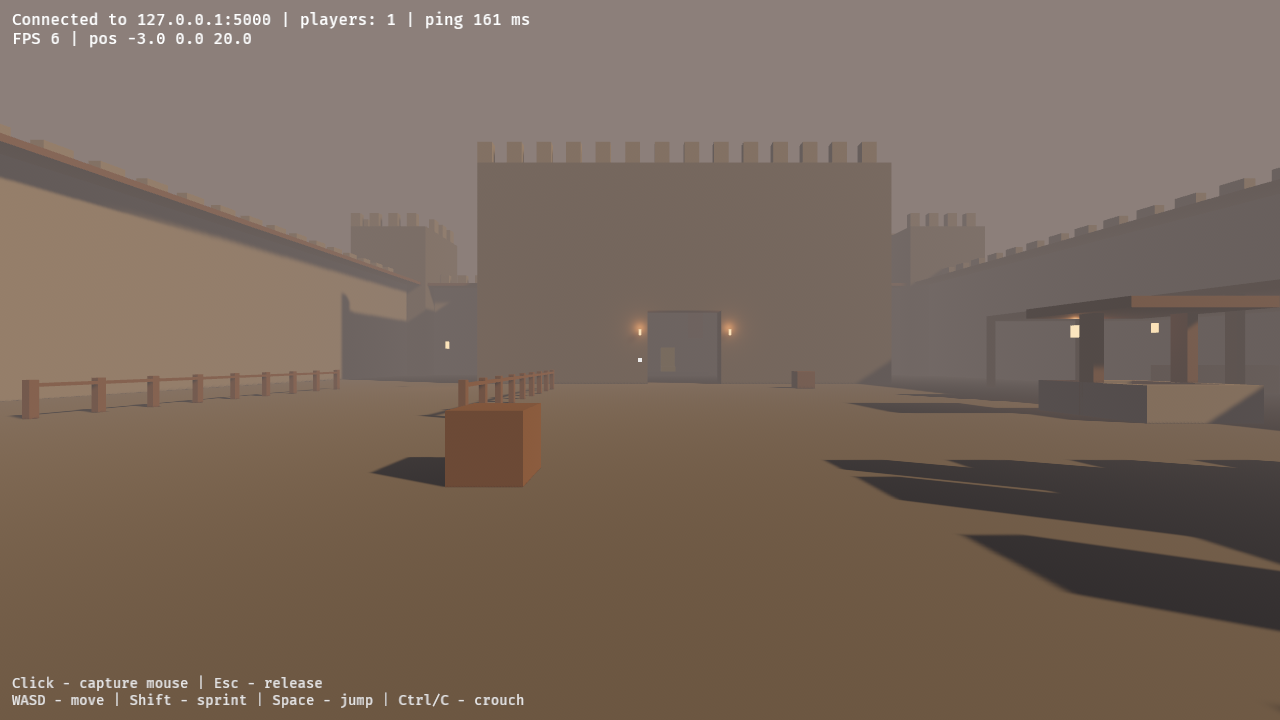 Connected to 127.0.0.1:5000 | players: 1 | ping 161 ms
FPS 6 | pos -3.0 0.0 20.0
Click - capture mouse | Esc - release
WASD - move | Shift - sprint | Space - jump | Ctrl/C - crouch